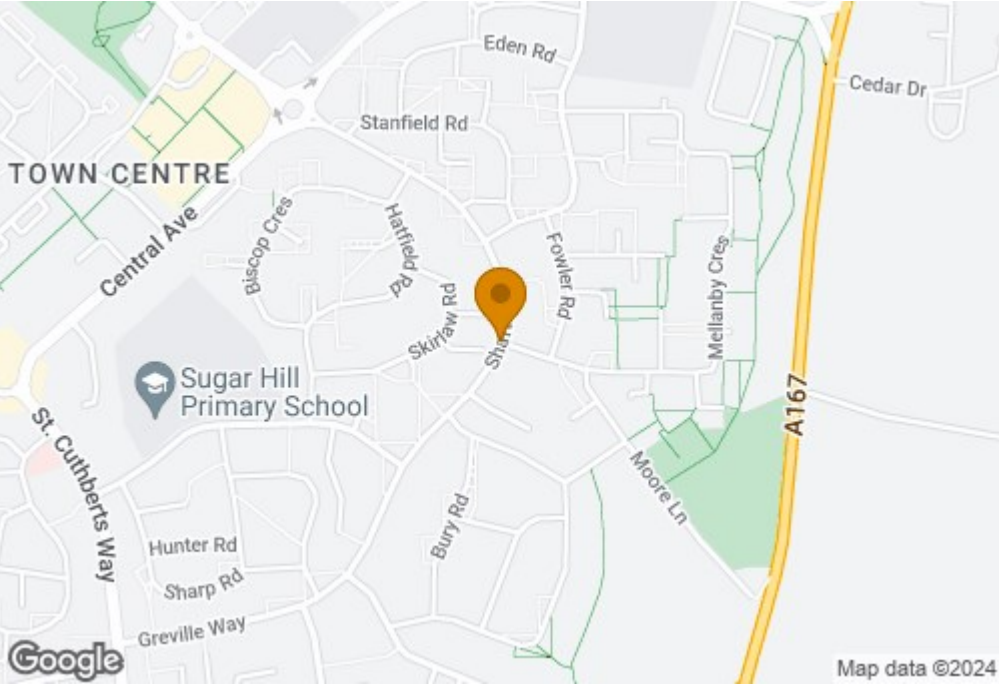 Eden Rd
Cedar Dr
Stanfield Rd
TOWN CENTRE
Biscop Cres
Hatfield Rd
Central Ave
Fowler Rd
Mellanby Cres
Skirlaw Rd
Sugar Hill
Primary School
A167
St. Cuthberts Way
Moore Ln
Bury Rd
Hunter Rd
Sharp Rd
Greville Way
Google
Map data ©2024